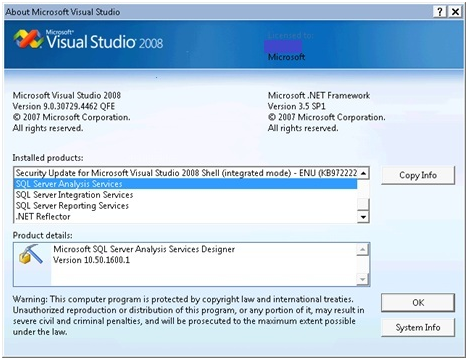 About Microsoft Visual Studio
Microsoft®
Visual Studio 2008
Licensed to:
Microsoft
Microsoft Visual Studio 2008
Version 9.0.30729.4462 QFE
© 2007 Microsoft Corporation.
All rights reserved.
Microsoft .NET Framework
Version 3.5 SP1
© 2007 Microsoft Corporation.
All rights reserved.
Installed products:
Security Update for Microsoft Visual Studio 2008 Shell (integrated mode) - ENU (KB972222
SQL Server Analysis Services
SQL Server Integration Services
SQL Server Reporting Services
.NET Reflector
Copy Info
Product details:
Microsoft SQL Server Analysis Services Designer
Version 10.50.1600.1
Warning: This computer program is protected by copyright law and international treaties.
Unauthorized reproduction or distribution of this program, or any portion of it, may result in
severe civil and criminal penalties, and will be prosecuted to the maximum extent possible
under the law.
OK
System Info